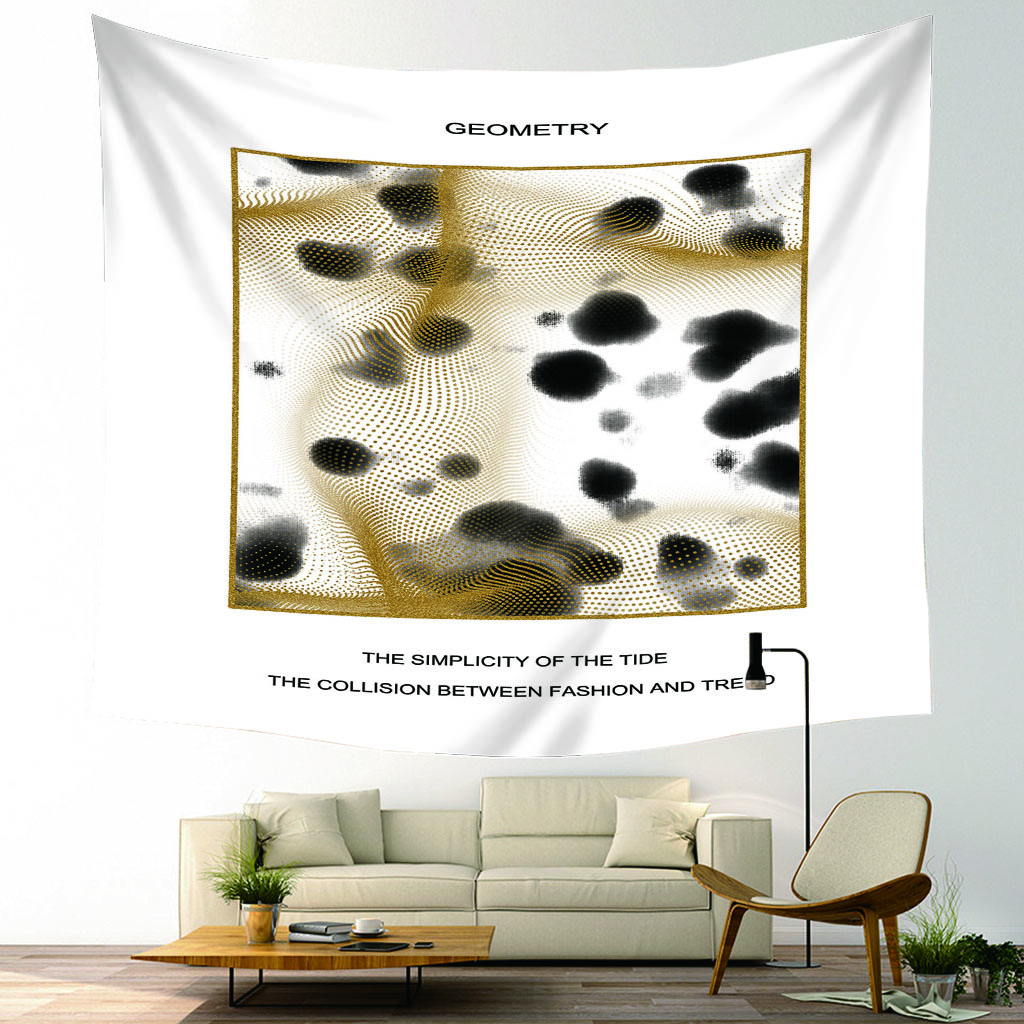 GEOMETRY
THE SIMPLICITY OF THE TIDE
THE COLLISION BETWEEN FASHION AND